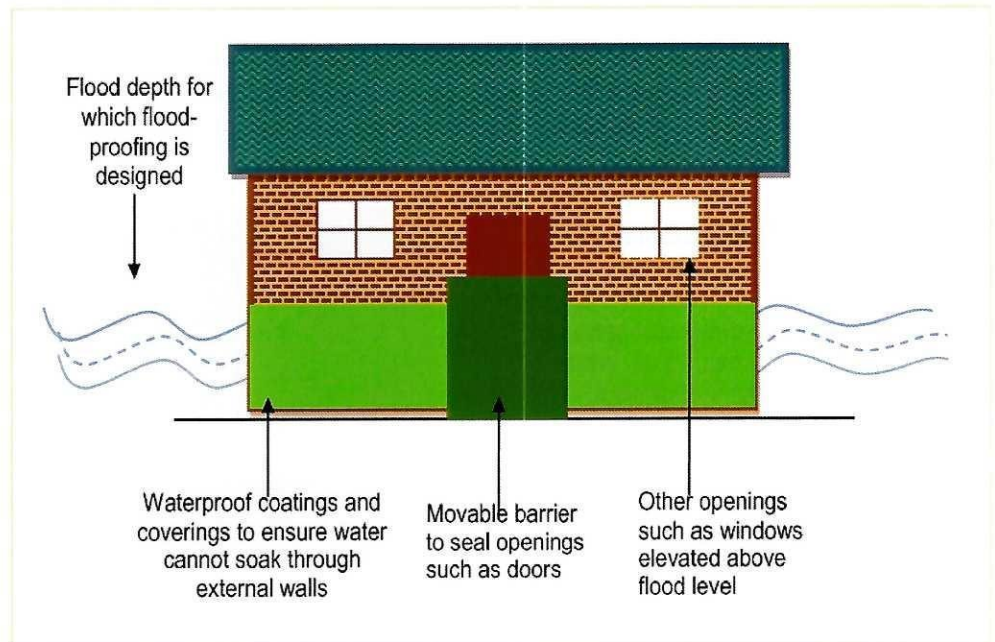 Flood depth for
which flood-
proofing is
designed
Waterproof coatings and
coverings to ensure water
cannot soak through
external walls
Movable barrier
to seal openings
such as doors
Other openings
such as windows
elevated above
flood level